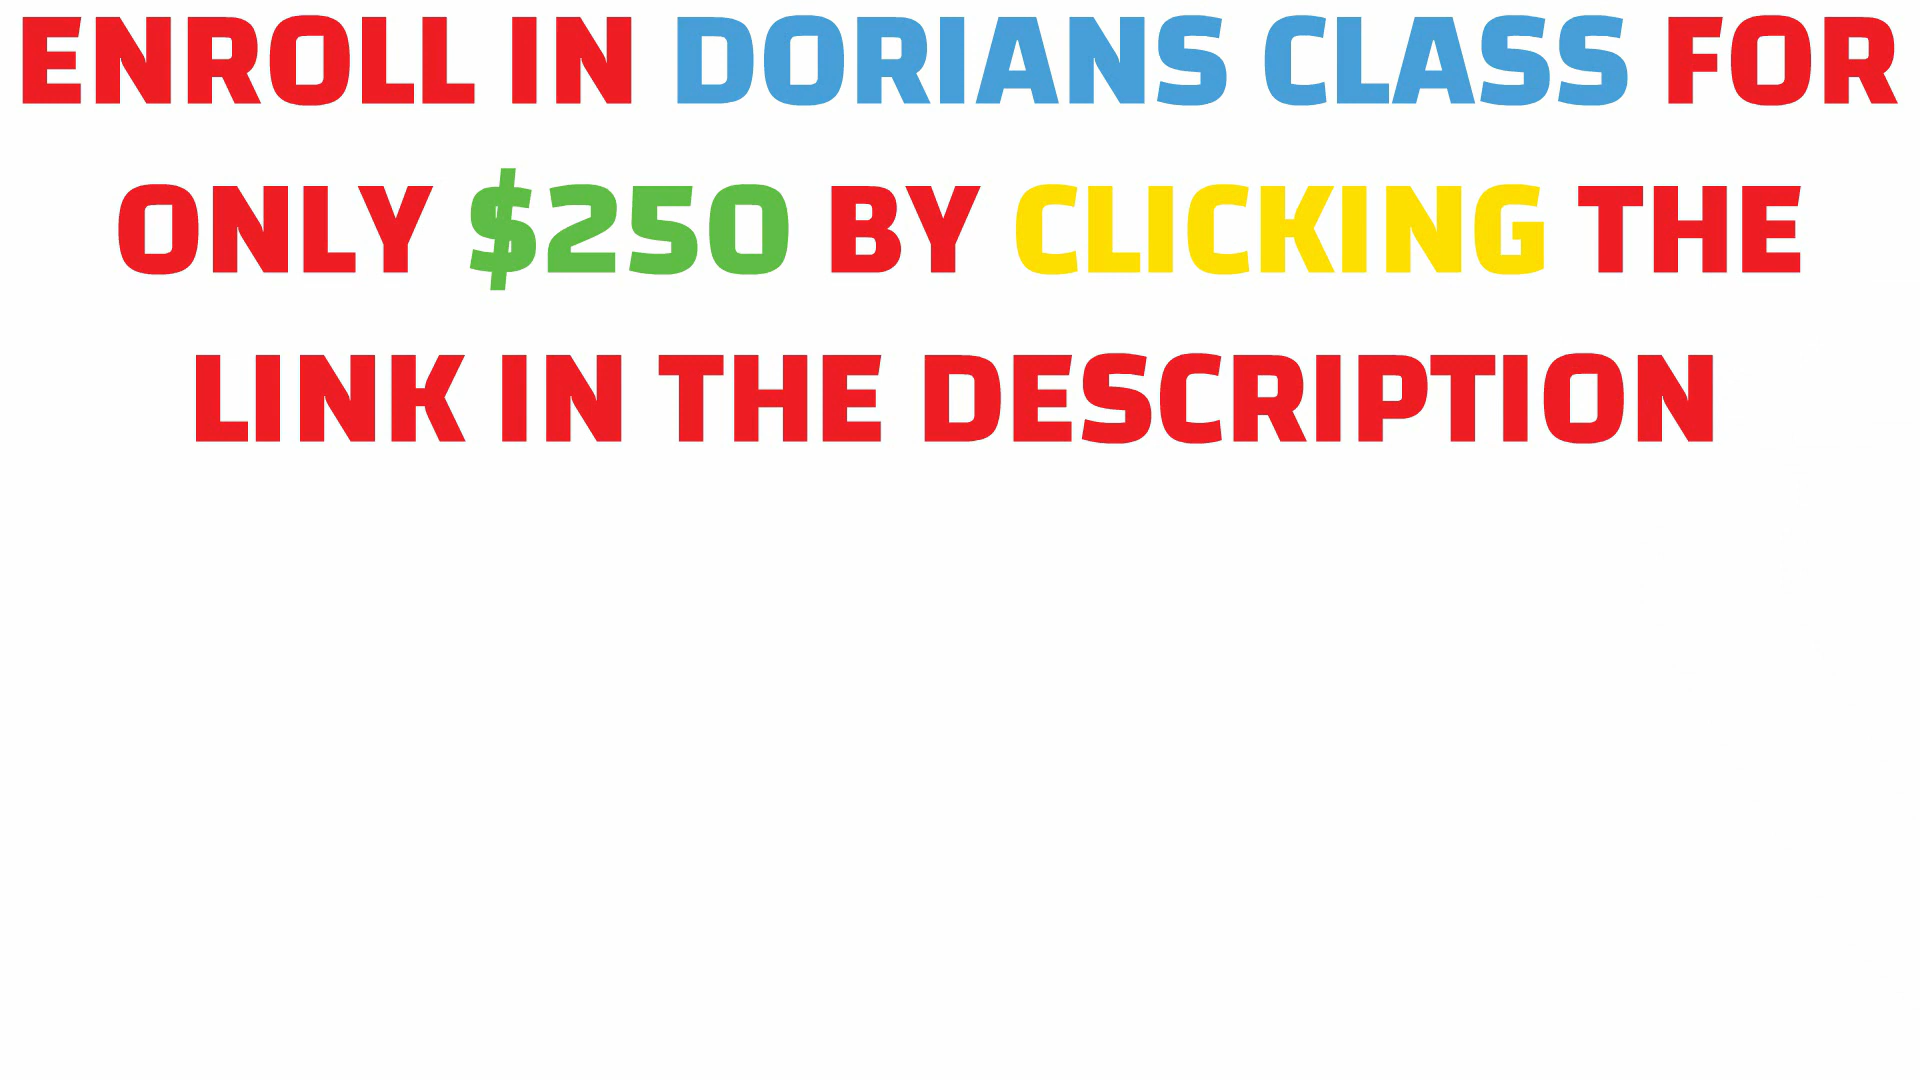 ENROLL IN DORIANS CLASS FOR
ONLY $250 BY CLICKING THE
LINK IN THE DESCRIPTION